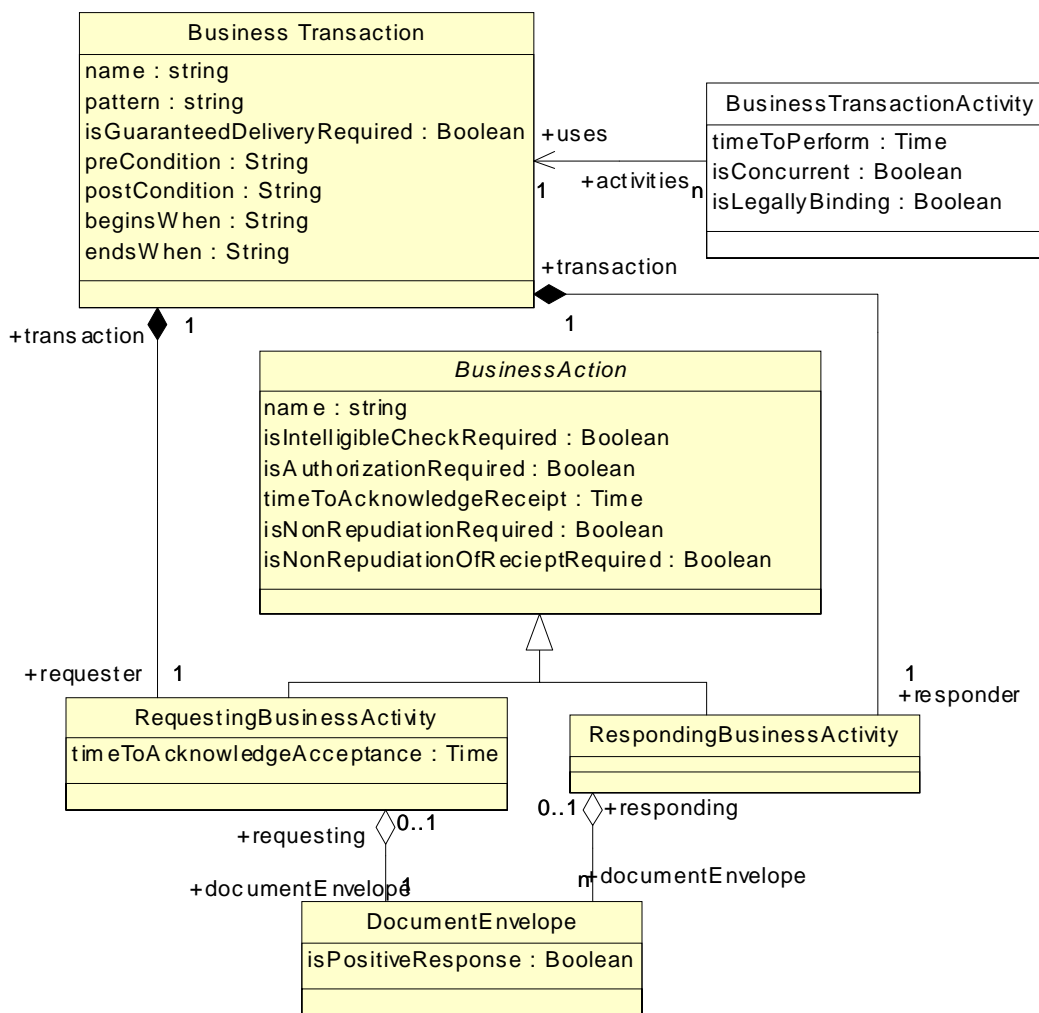 Business Transaction
name : string
pattern : string
isGuaranteedDeliveryRequired : Boolean
preCondition : String
postCondition : String
beginsWhen : String
endsWhen : String
BusinessTransactionActivity
timeToPerform : Time
isConcurrent : Boolean
isLegallyBinding : Boolean
+uses
1
+activities
n
+transaction
1
+transaction
1
BusinessAction
name : string
isIntelligibleCheckRequired : Boolean
isAuthorizationRequired : Boolean
timeToAcknowledgeReceipt : Time
isNonRepudiationRequired : Boolean
isNonRepudiationOfRecieptRequired : Boolean
+requester
1
1
+responder
RequestingBusinessActivity
timeToAcknowledgeAcceptance : Time
RespondingBusinessActivity
+requesting
0..1
0..1
+responding
+documentEnvelope
1
n
+documentEnvelope
DocumentEnvelope
isPositiveResponse : Boolean